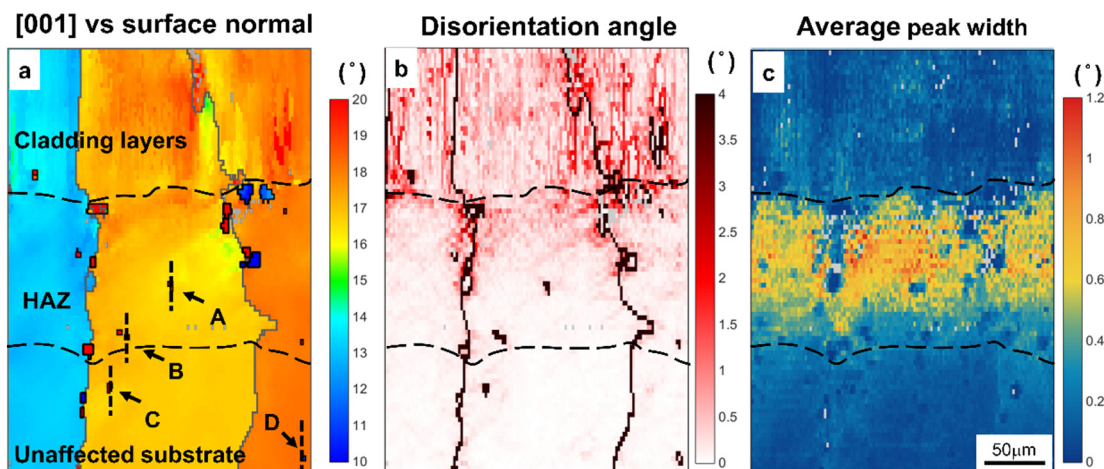 [001] vs surface normal
Disorientation angle
Average peak width
a
(°)
20
19
18
17
16
15
14
13
12
11
10
Cladding layers
HAZ
A
B
C
D
Unaffected substrate
b
(°)
4
3.5
3
2.5
2
1.5
1
0.5
0
c
(°)
1.2
1
0.8
0.6
0.4
0.2
0
50μm